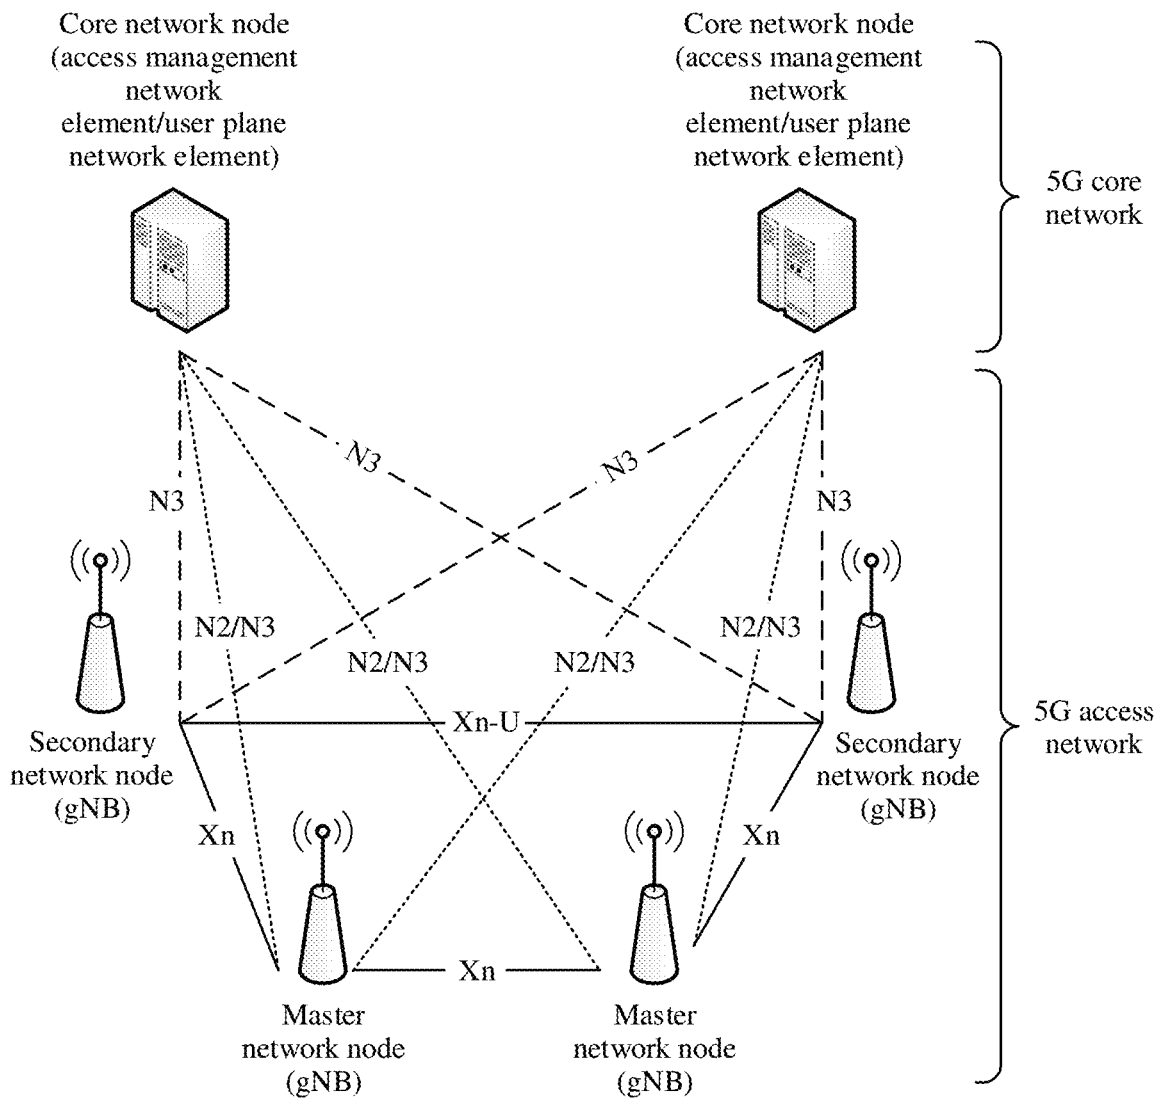 Core network node
(access management
network
element/user plane
network element)
Core network node
(access management
network
element/user plane
network element)
5G core
network
N3
N3
N3
N3
N2/N3
N2/N3
N2/N3
N2/N3
Xn-U
Secondary
network node
(gNB)
Secondary
network node
(gNB)
5G access
network
Xn
Xn
Xn
Master
network node
(gNB)
Master
network node
(gNB)